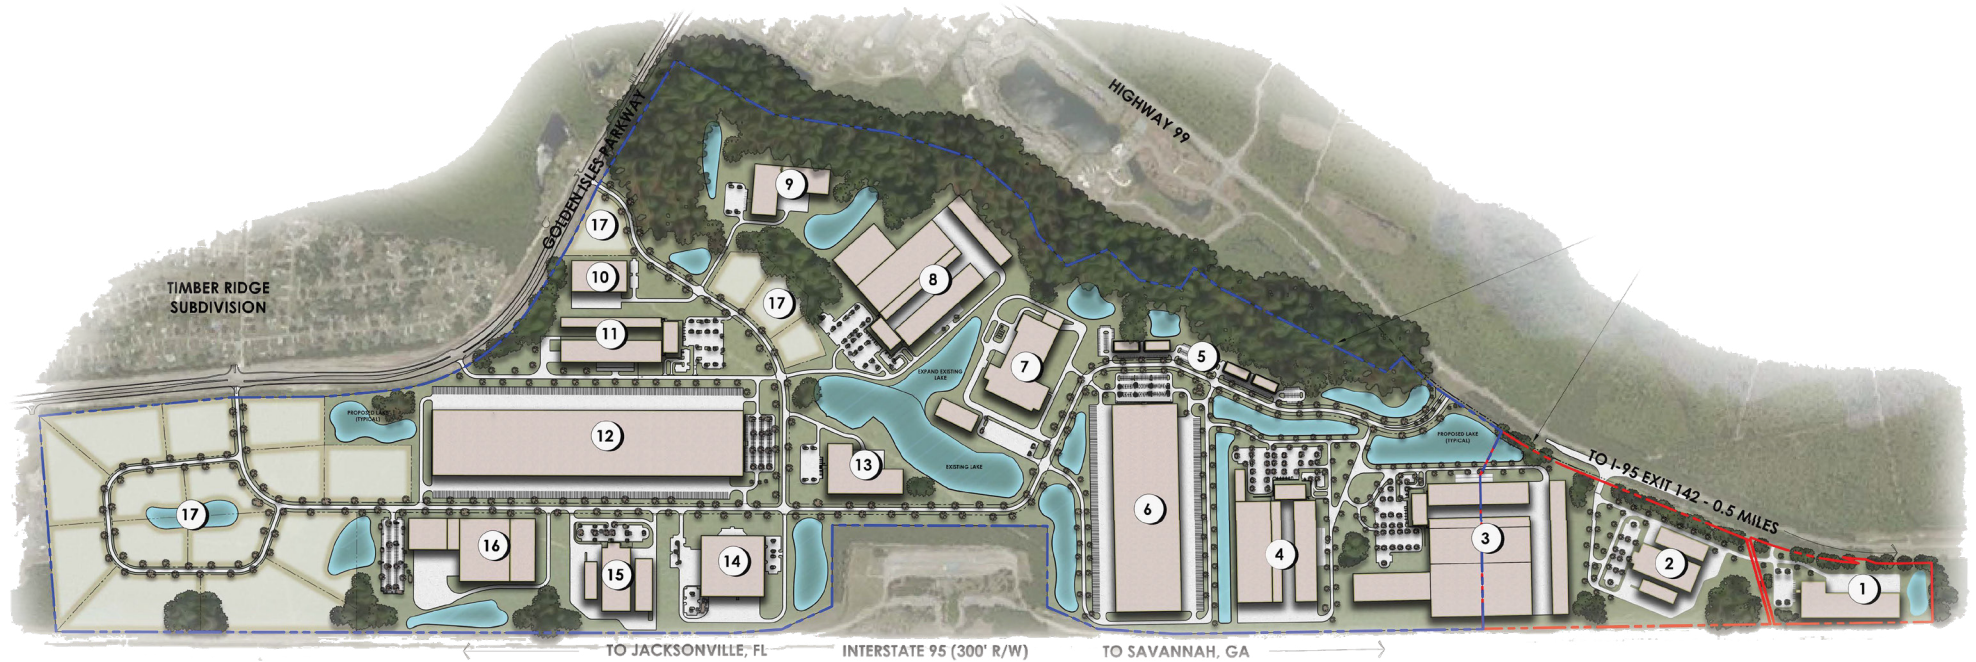 HIGHWAY 99
GOLDEN ISLES PARKWAY
9
17
10
8
17
TIMBER RIDGE
SUBDIVISION
11
5
7
EXPAND EXISTING
LAKE
PROPOSED LAKE
(TYPICAL)
12
PROPOSED LAKE
(TYPICAL)
13
EXISTING LAKE
TO I-95 EXIT 142 - 0.5 MILES
6
17
16
3
4
14
2
15
1
TO JACKSONVILLE, FL
INTERSTATE 95 (300' R/W)
TO SAVANNAH, GA